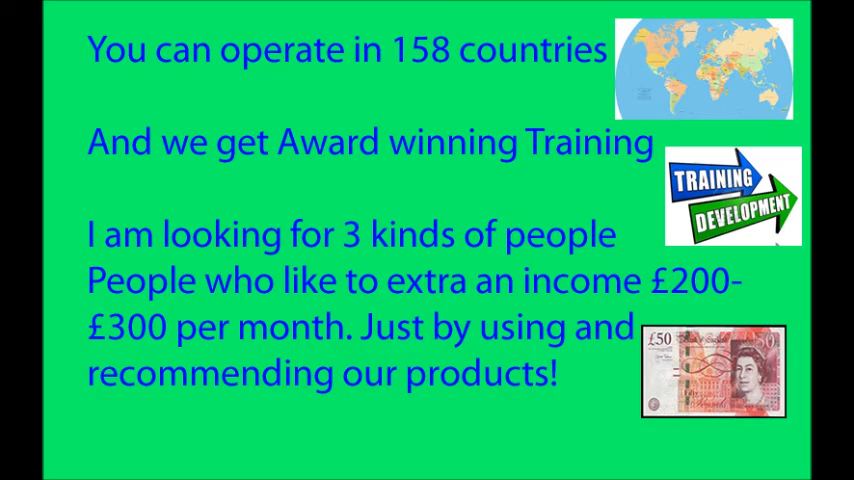 You can operate in 158 countries
And we get Award winning Training
TRAINING
DEVELOPMENT
I am looking for 3 kinds of people
People who like to extra an income £200-
£300 per month. Just by using and
recommending our products!
£50